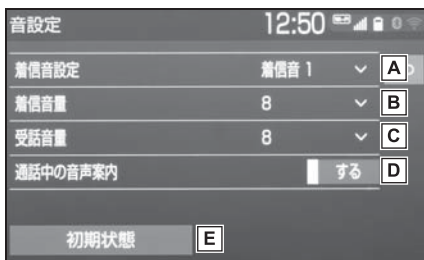 音設定 12:50
着信音設定 着信音 1 A
着信音量 8 B
受話音量 8 C
通話中の音声案内 する D
初期状態 E